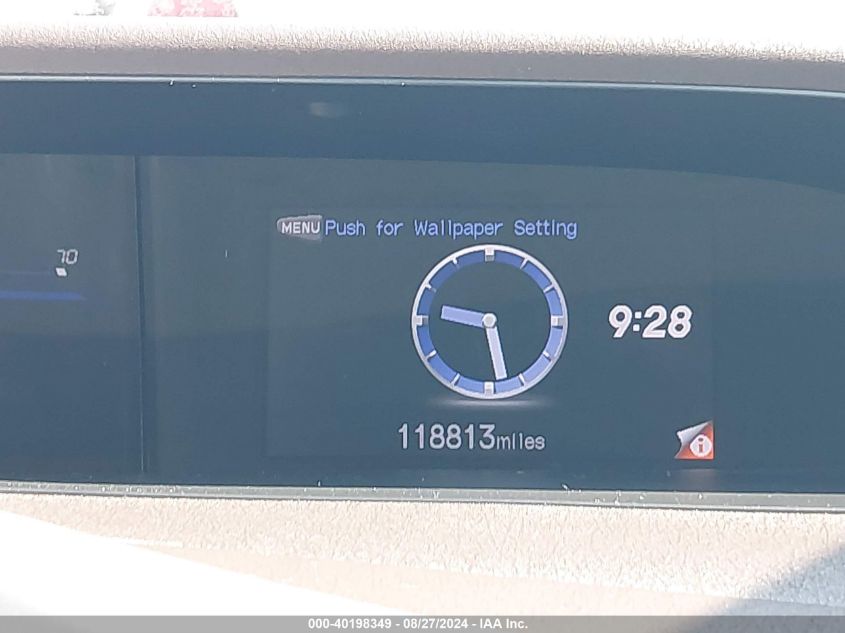 MENU Push for Wallpaper Setting
70
9:28
118813miles
i
000-40198349 - 08/27/2024 - IAA Inc.